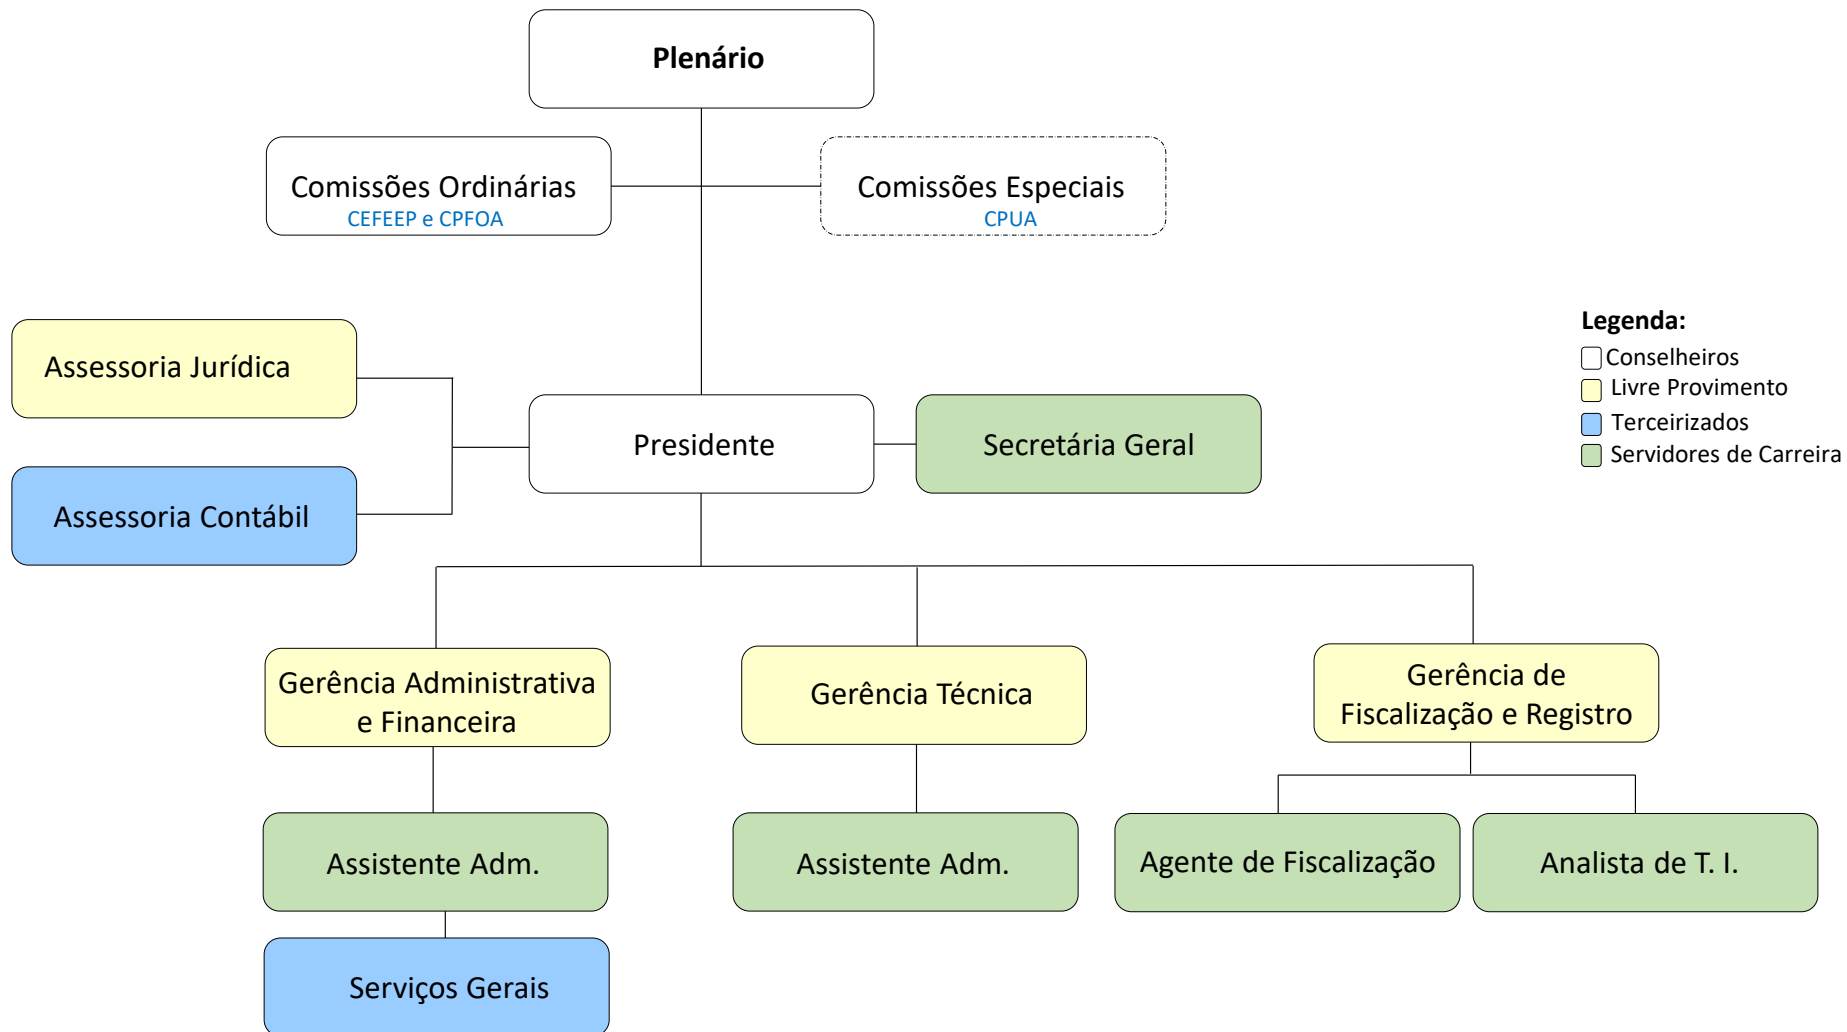 Plenário
Comissões Ordinárias
CEFEEP e CPFOA
Comissões Especiais
CPUA
Assessoria Jurídica
Legenda:
Conselheiros
Livre Provimento
Terceirizados
Servidores de Carreira
Presidente
Secretária Geral
Assessoria Contábil
Gerência Administrativa
e Financeira
Gerência Técnica
Gerência de
Fiscalização e Registro
Assistente Adm.
Assistente Adm.
Agente de Fiscalização
Analista de T. I.
Serviços Gerais